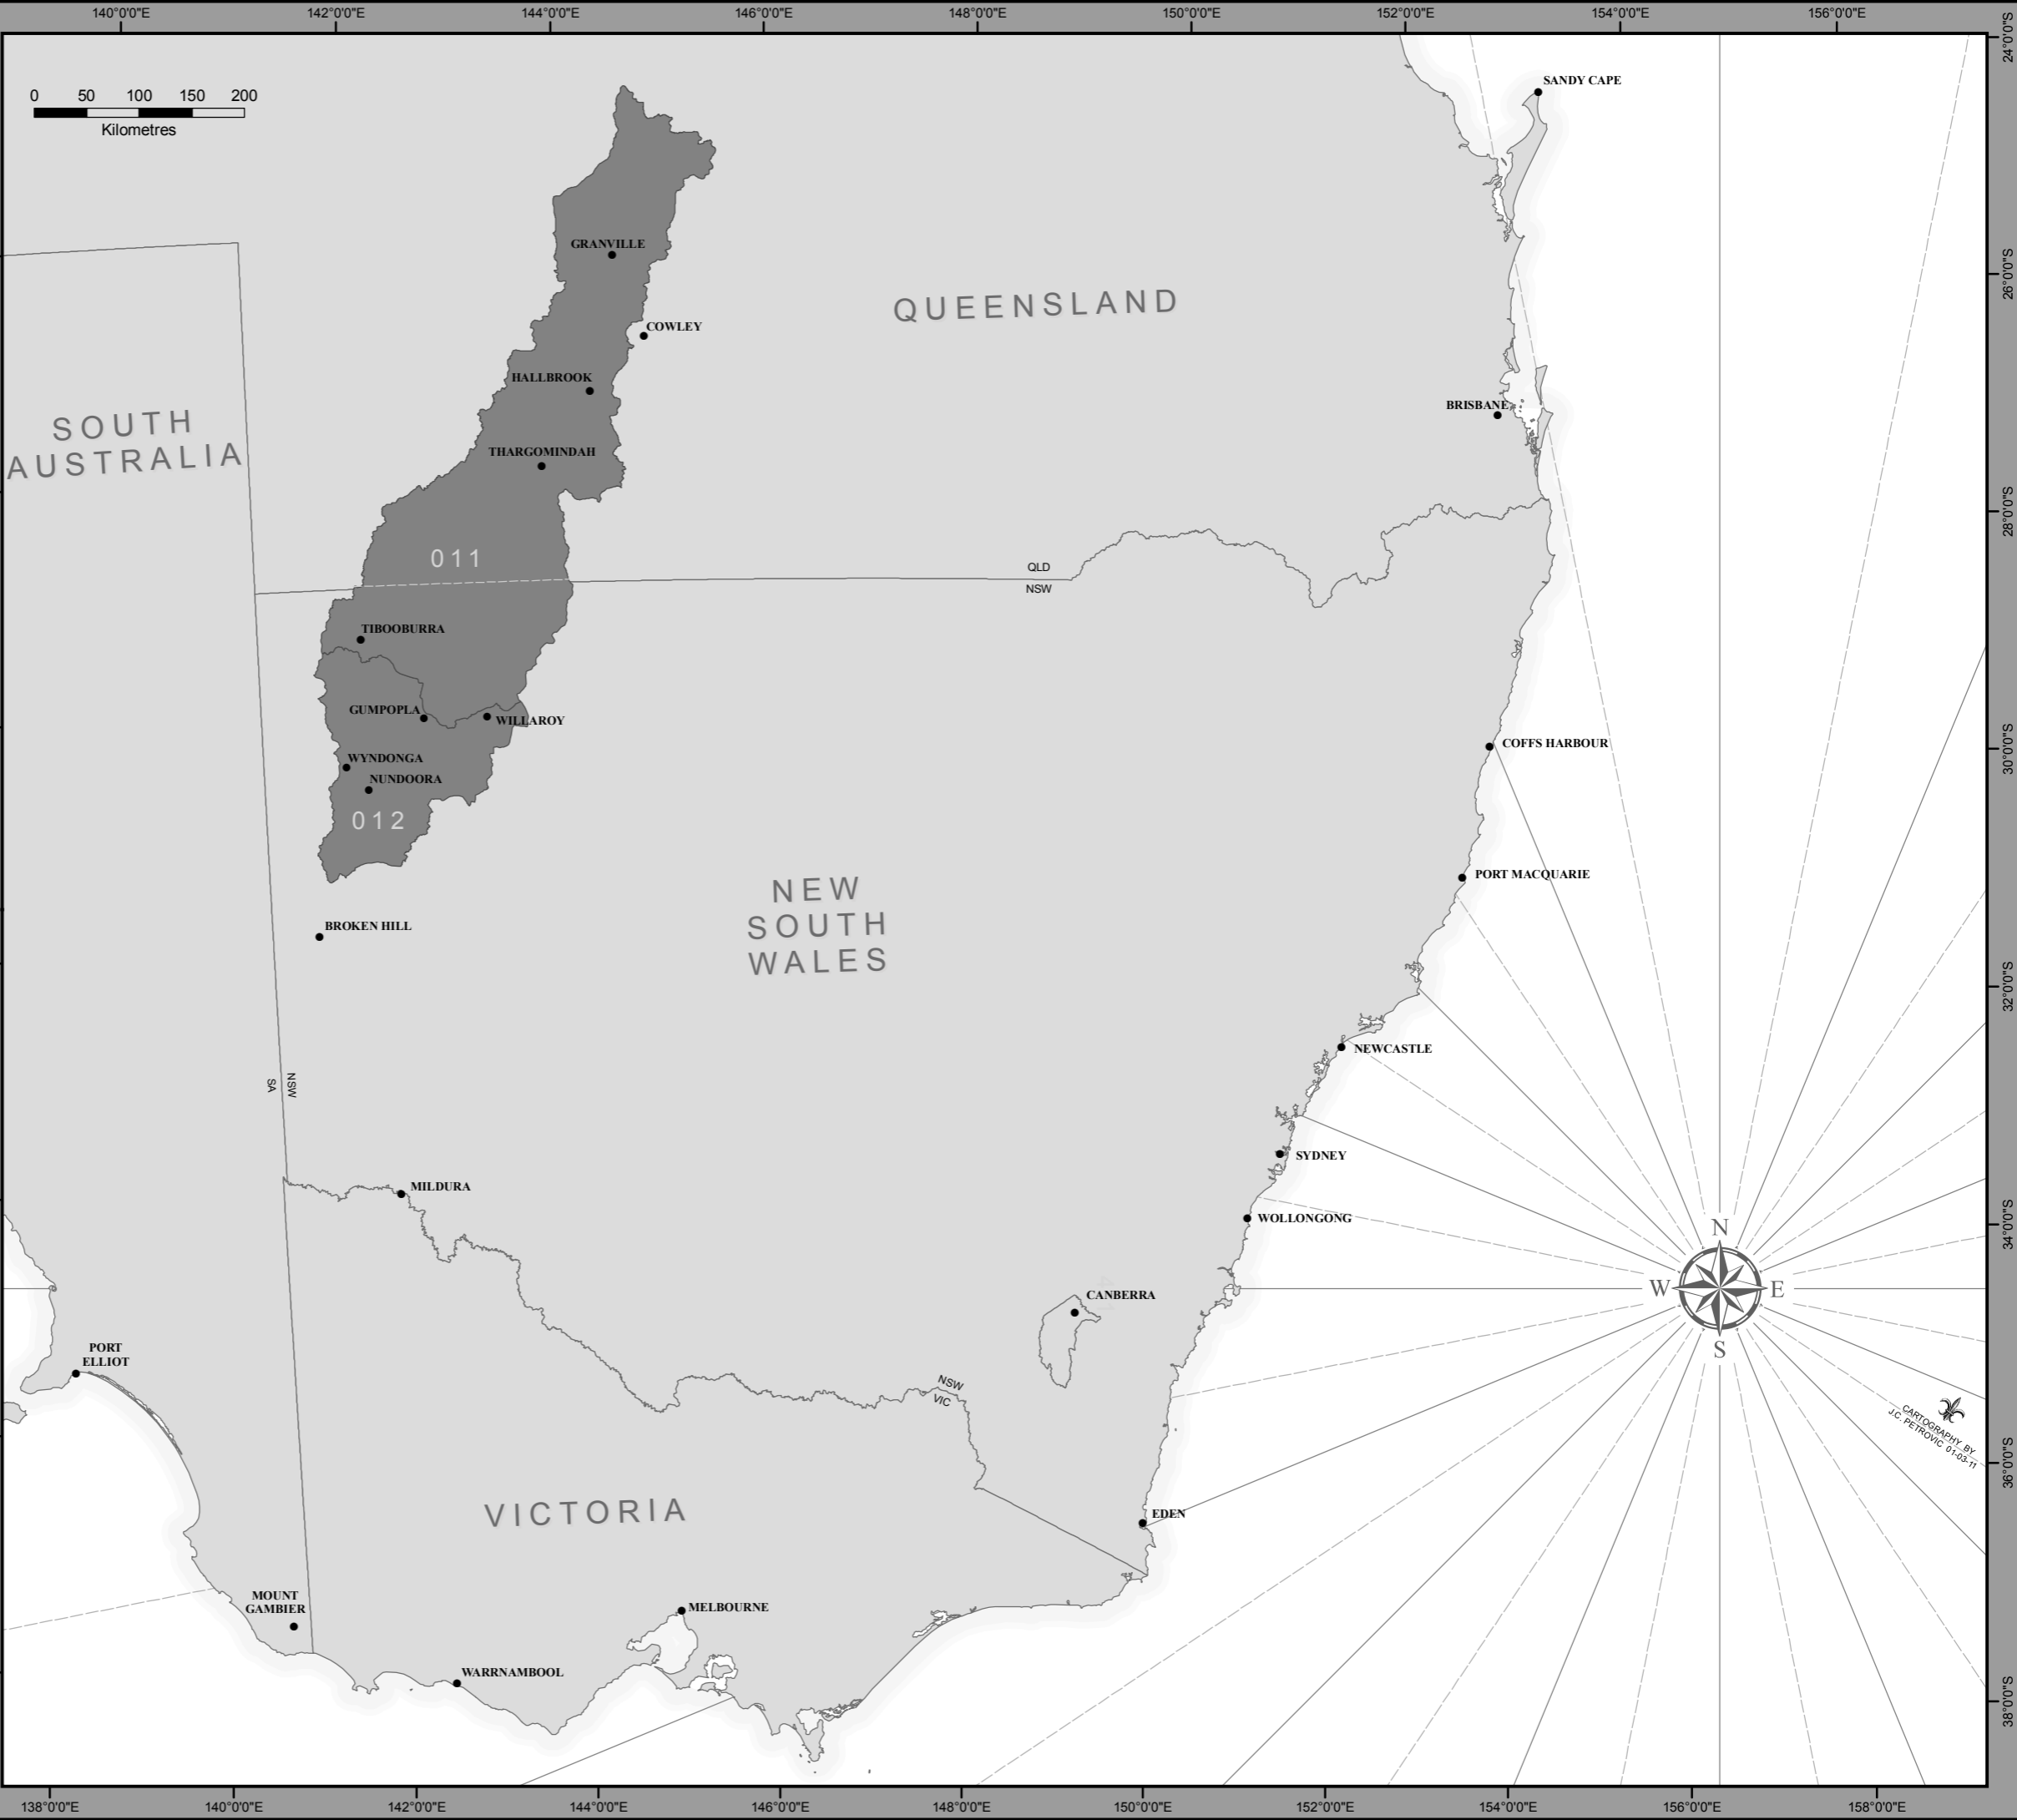 140°0'0"E 142°0'0"E 144°0'0"E 146°0'0"E 148°0'0"E 150°0'0"E 152°0'0"E 154°0'0"E 156°0'0"E
24°0'0"S
SANDY CAPE
0 50 100 150 200
Kilometres
GRANVILLE
26°0'0"S
QUEENSLAND
COWLEY
HALLBROOK
BRISBANE
SOUTH
AUSTRALIA
THARGOMINDAH
28°0'0"S
011
QLD
NSW
TIBOOBURRA
GUMPOPLA
WILLAROY
COFFS HARBOUR
30°0'0"S
WYNDONGA
NUNDOORA
012
PORT MACQUARIE
NEW
SOUTH
WALES
BROKEN HILL
32°0'0"S
NEWCASTLE
SA
NSW
SYDNEY
MILDURA
WOLLONGONG
34°0'0"S
N
W E
S
CANBERRA
PORT
ELLIOT
NSW
VIC
CARTOGRAPHY BY
J.C. PETROVIC 01-03-11
36°0'0"S
VICTORIA
EDEN
MOUNT
GAMBIER
MELBOURNE
WARRNAMBOOL
38°0'0"S
138°0'0"E 140°0'0"E 142°0'0"E 144°0'0"E 146°0'0"E 148°0'0"E 150°0'0"E 152°0'0"E 154°0'0"E 156°0'0"E 158°0'0"E